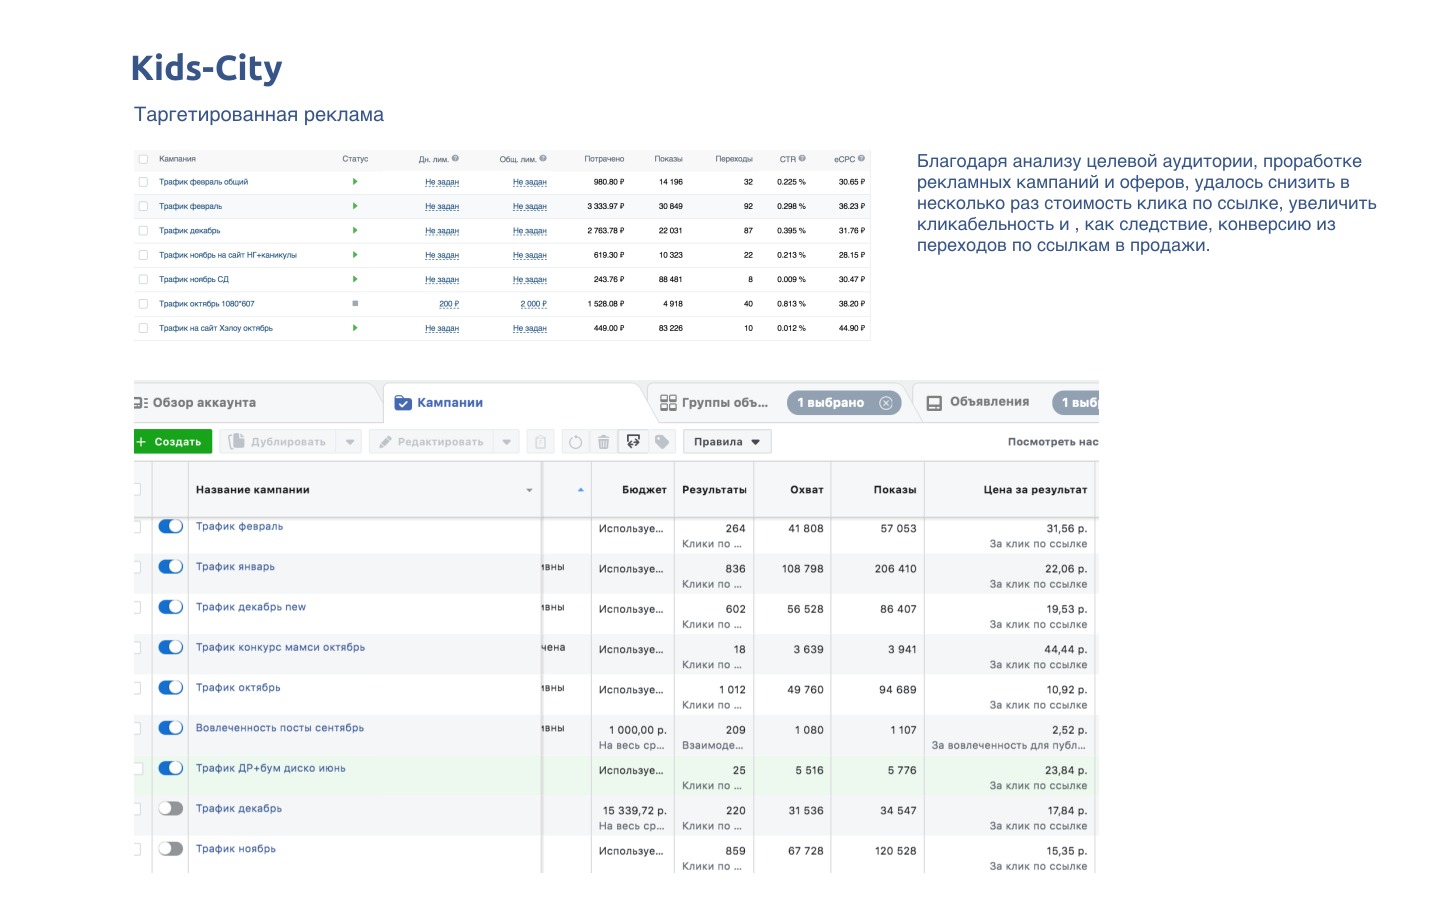 Kids-City
Таргетированная реклама
Кампания Статус Дн. лим. Общ. лим. Потрачено Показы Переходы CTR eCPC
Трафик февраль общий Не задан Не задан 980.80 ₽ 14 196 32 0.225 % 30.65 ₽
Трафик февраль Не задан Не задан 3 333.97 ₽ 30 849 92 0.298 % 36.23 ₽
Трафик декабрь Не задан Не задан 2 763.78 ₽ 22 031 87 0.395 % 31.76 ₽
Трафик ноябрь на сайт НГ+каникулы Не задан Не задан 619.30 ₽ 10 323 22 0.213 % 28.15 ₽
Трафик ноябрь СД Не задан Не задан 243.76 ₽ 88 481 8 0.009 % 30.47 ₽
Трафик октябрь 1080*607 200 ₽ 2 000 ₽ 1 528.08 ₽ 4 918 40 0.813 % 38.20 ₽
Трафик на сайт Хэлоу октябрь Не задан Не задан 449.00 ₽ 83 226 10 0.012 % 44.90 ₽
Благодаря анализу целевой аудитории, проработке
рекламных кампаний и оферов, удалось снизить в
несколько раз стоимость клика по ссылке, увеличить
кликабельность и , как следствие, конверсию из
переходов по ссылкам в продажи.
Обзор аккаунта Кампании Группы объ... 1 выбрано Объявления 1 выб
+ Создать Дублировать Редактировать Правила Посмотреть нас
Название кампании Бюджет Результаты Охват Показы Цена за результат
Трафик февраль Используе... 264 41 808 57 053 31,56 р.
Клики по ... За клик по ссылке
Трафик январь ивны Используе... 836 108 798 206 410 22,06 р.
Клики по ... За клик по ссылке
Трафик декабрь new ивны Используе... 602 56 528 86 407 19,53 р.
Клики по ... За клик по ссылке
Трафик конкурс мамси октябрь чена Используе... 18 3 639 3 941 44,44 р.
Клики по ... За клик по ссылке
Трафик октябрь ивны Используе... 1 012 49 760 94 689 10,92 р.
Клики по ... За клик по ссылке
Вовлеченность посты сентябрь ивны 1 000,00 р. 209 1 080 1 107 2,52 р.
На весь ср... Взаимоде... За вовлеченность для публ...
Трафик ДР+бум диско июнь Используе... 25 5 516 5 776 23,84 р.
Клики по ... За клик по ссылке
Трафик декабрь 15 339,72 р. 220 31 536 34 547 17,84 р.
На весь ср... Клики по ... За клик по ссылке
Трафик ноябрь Используе... 859 67 728 120 528 15,35 р.
Клики по ... За клик по ссылке